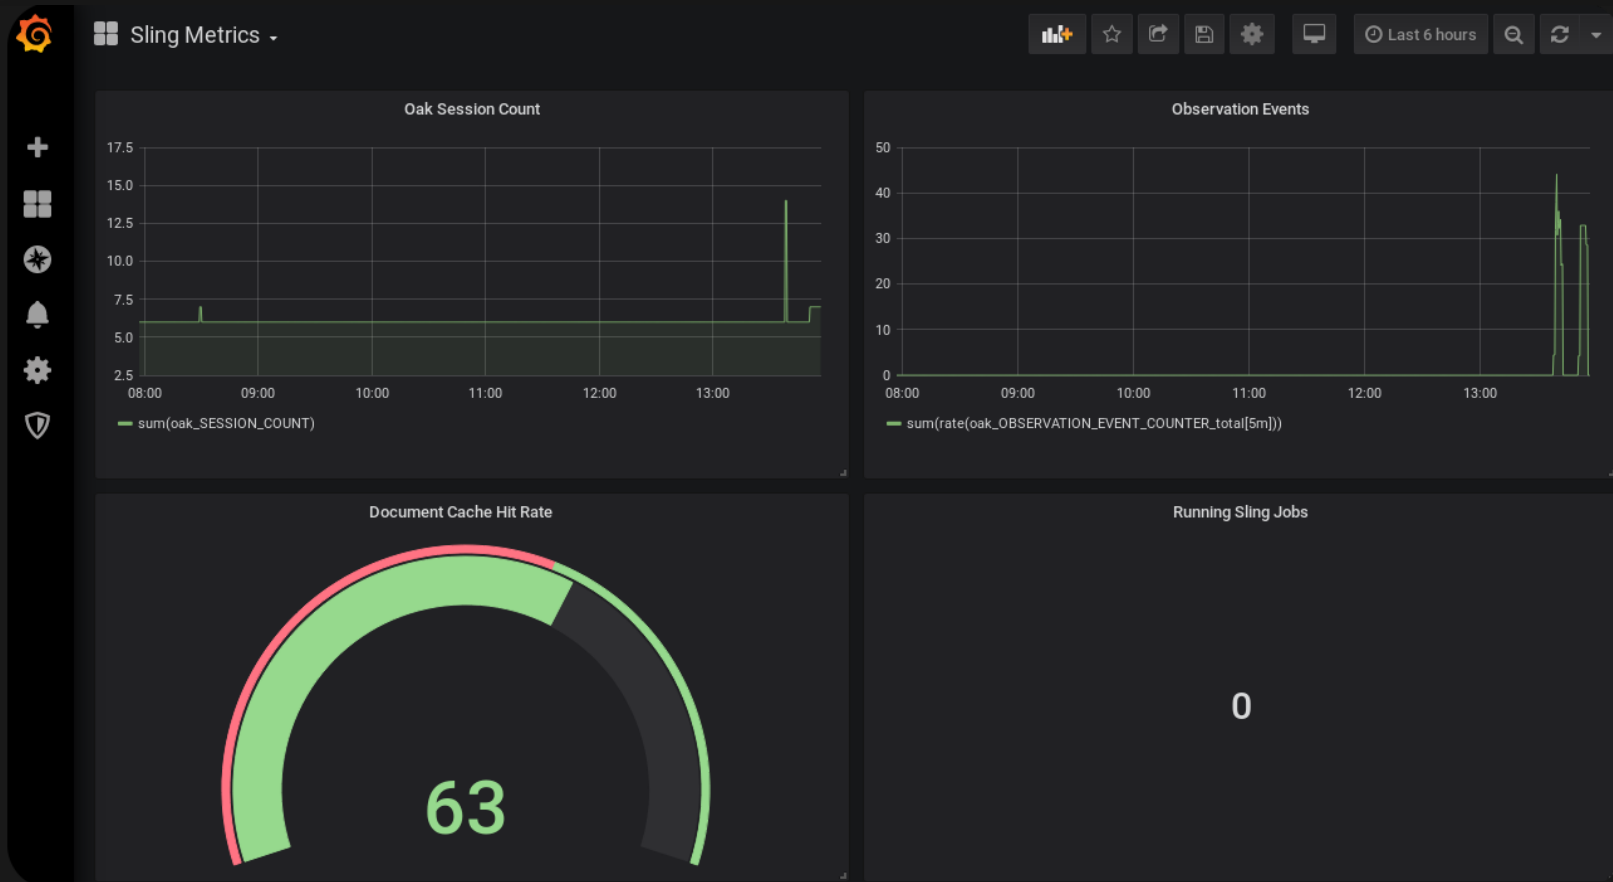 Sling Metrics
Last 6 hours
Oak Session Count
17.5
15.0
12.5
10.0
7.5
5.0
2.5
08:00 09:00 10:00 11:00 12:00 13:00
sum(oak_SESSION_COUNT)
Observation Events
50
40
30
20
10
0
08:00 09:00 10:00 11:00 12:00 13:00
sum(rate(oak_OBSERVATION_EVENT_COUNTER_total[5m]))
Document Cache Hit Rate
63
Running Sling Jobs
0